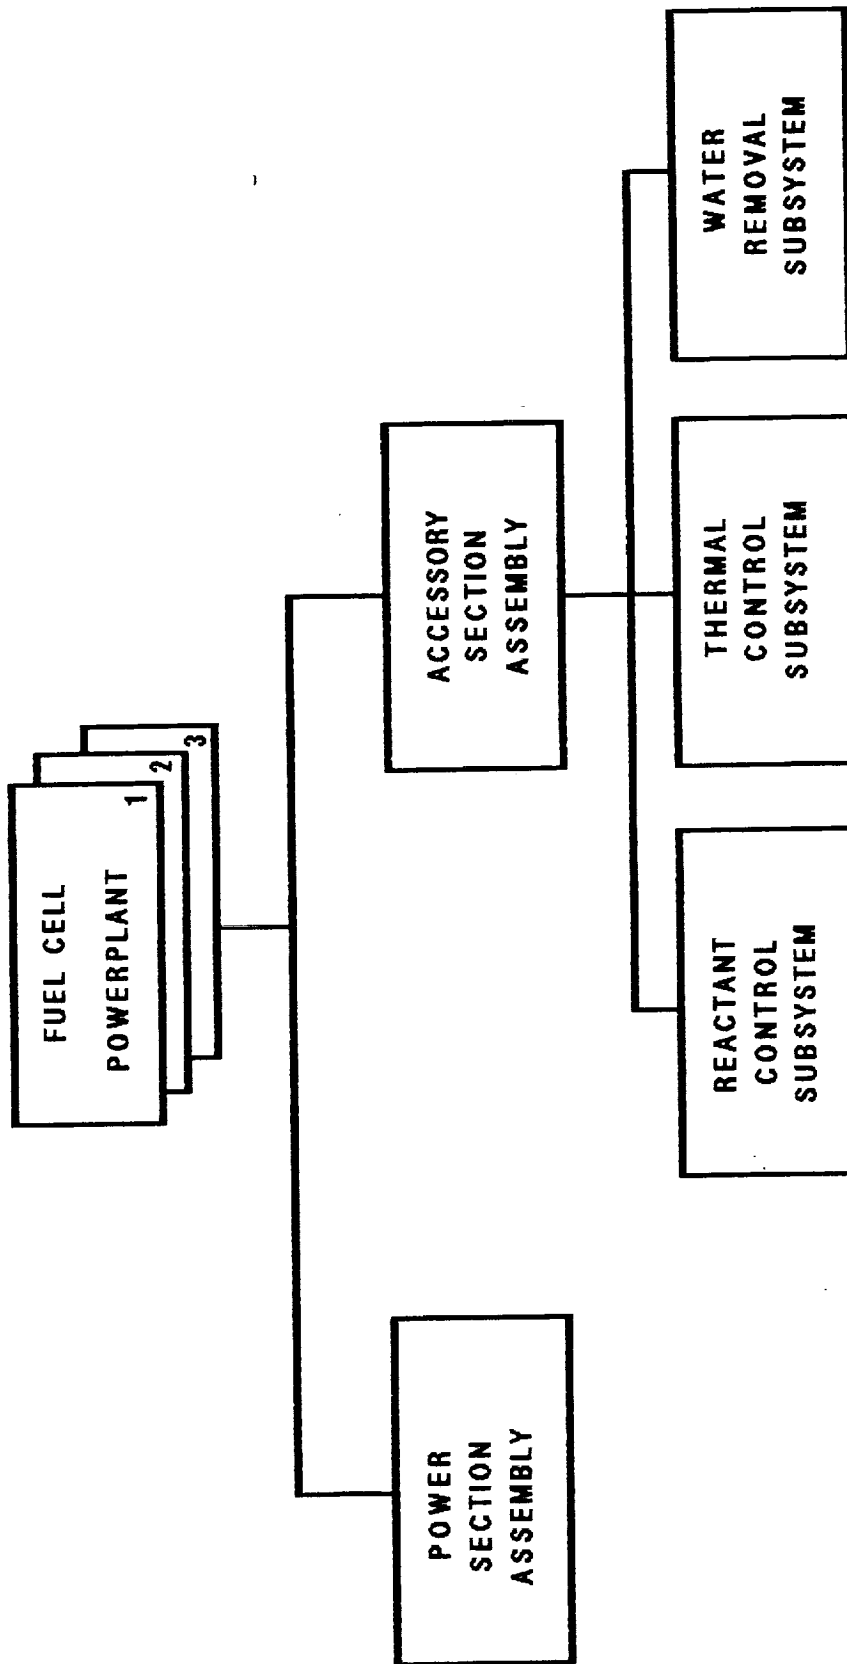 FUEL CELL
POWERPLANT
1
2
3
POWER
SECTION
ASSEMBLY
ACCESSORY
SECTION
ASSEMBLY
REACTANT
CONTROL
SUBSYSTEM
THERMAL
CONTROL
SUBSYSTEM
WATER
REMOVAL
SUBSYSTEM